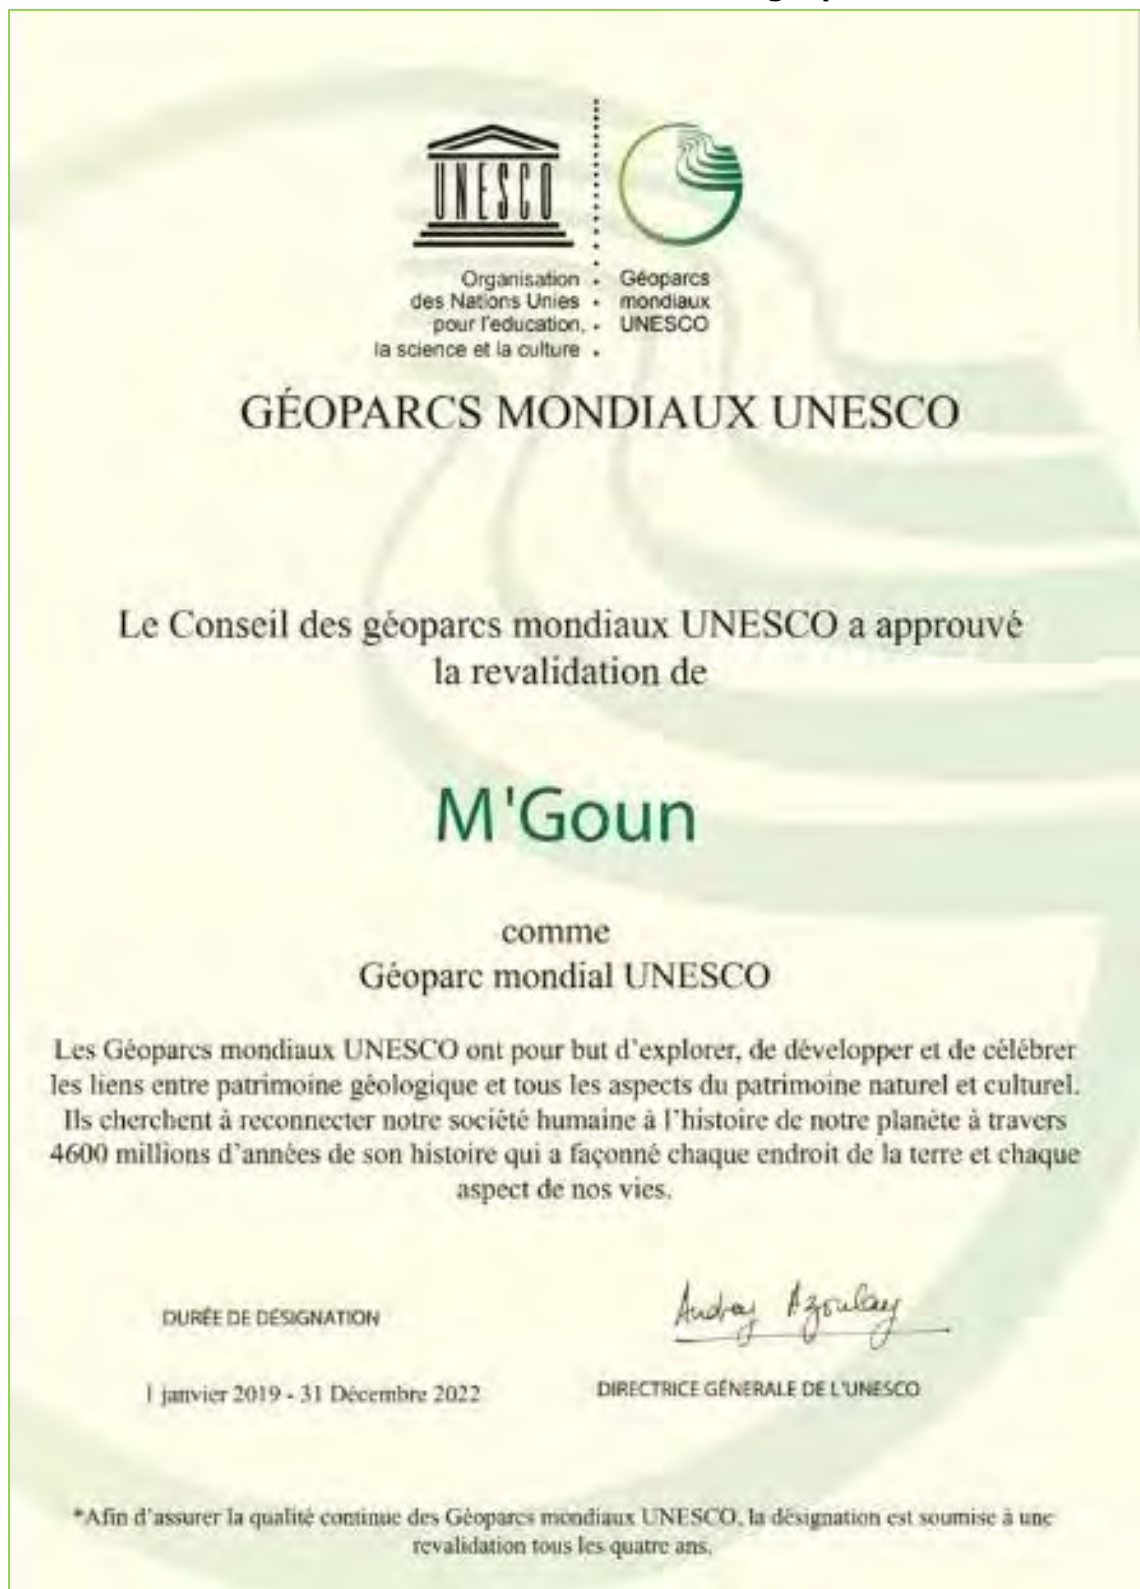 UNESCO
Organisation
des Nations Unies
pour l'education,
la science et la culture
Géoparcs
mondiaux
UNESCO
GÉOPARCS MONDIAUX UNESCO
Le Conseil des géoparcs mondiaux UNESCO a approuvé
la revalidation de
M'Goun
comme
Géoparc mondial UNESCO
Les Géoparcs mondiaux UNESCO ont pour but d'explorer, de développer et de célébrer
les liens entre patrimoine géologique et tous les aspects du patrimoine naturel et culturel.
Ils cherchent à reconnecter notre société humaine à l'histoire de notre planète à travers
4600 millions d'années de son histoire qui a façonné chaque endroit de la terre et chaque
aspect de nos vies.
DURÉE DE DÉSIGNATION
1 janvier 2019 - 31 Décembre 2022
Audrey Azoulay
DIRECTRICE GÉNÉRALE DE L'UNESCO
*Afin d'assurer la qualité continue des Géoparcs mondiaux UNESCO, la désignation est soumise à une
revalidation tous les quatre ans.